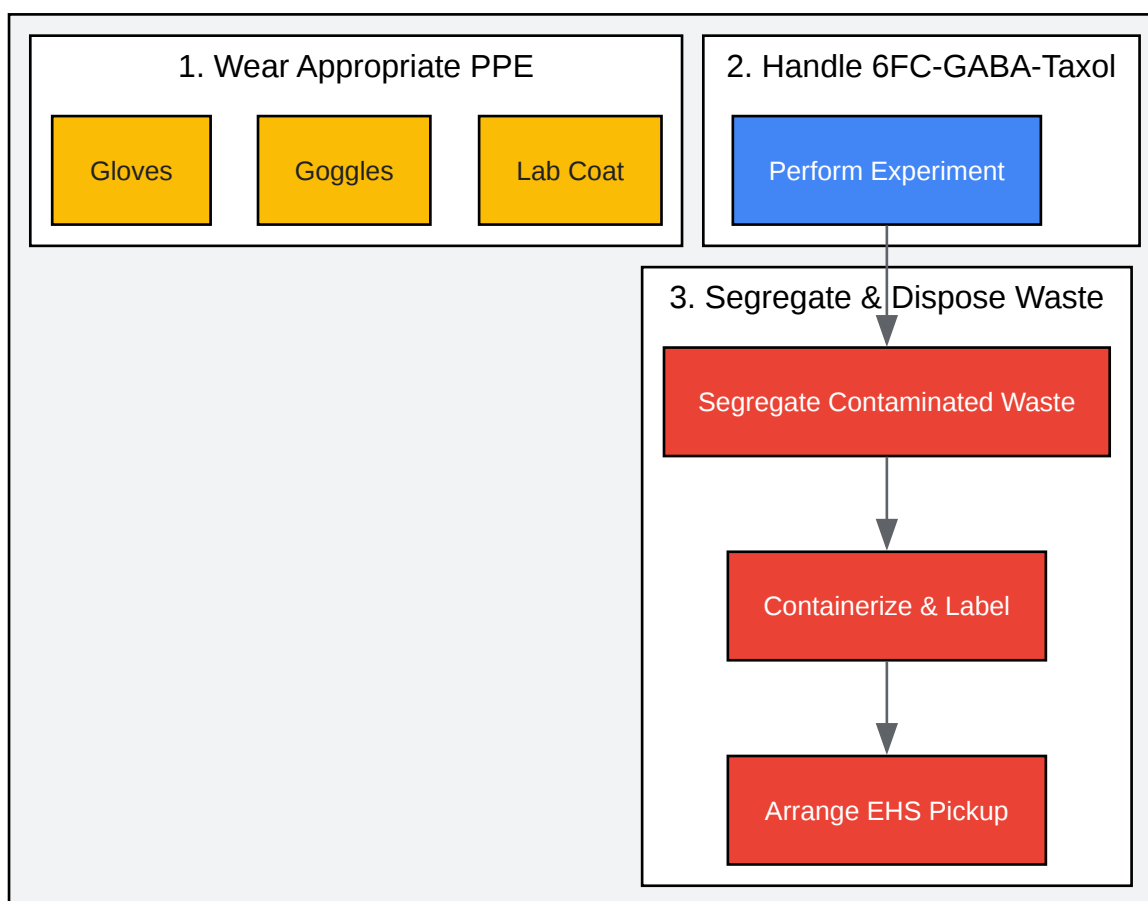 1. Wear Appropriate PPE
Gloves
Goggles
Lab Coat
2. Handle 6FC-GABA-Taxol
Perform Experiment
3. Segregate & Dispose Waste
Segregate Contaminated Waste
Containerize & Label
Arrange EHS Pickup